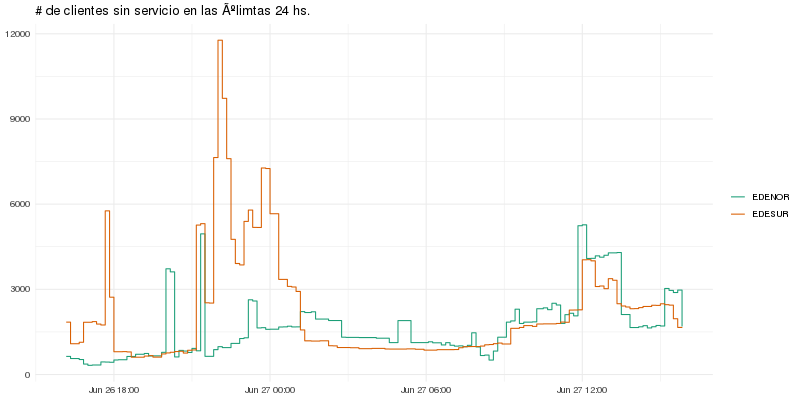 # de clientes sin servicio en las Ãºlimtas 24 hs.
12000
9000
6000
3000
0
Jun 26 18:00
Jun 27 00:00
Jun 27 06:00
Jun 27 12:00
EDENOR
EDESUR